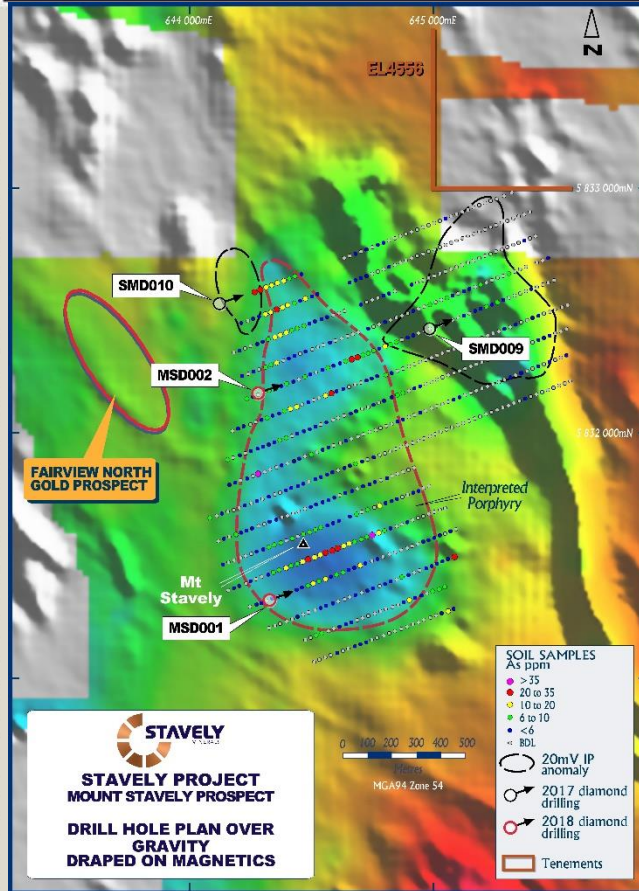 644 000mE
645 000mE
N
EL4556
5 833 000mN
SMD010
SMD009
MSD002
5 832 000mN
FAIRVIEW NORTH
GOLD PROSPECT
Interpreted
Porphyry
Mt
Stavely
MSD001
SOIL SAMPLES
As ppm
>35
20 to 35
10 to 20
6 to 10
<6
BDL
20mV IP
anomaly
2017 diamond
drilling
2018 diamond
drilling
Tenements
STAVELY
MINERALS
STAVELY PROJECT
MOUNT STAVELY PROSPECT
DRILL HOLE PLAN OVER
GRAVITY
DRAPED ON MAGNETICS
0 100 200 300 400 500
Meters
MGA94 Zone 54